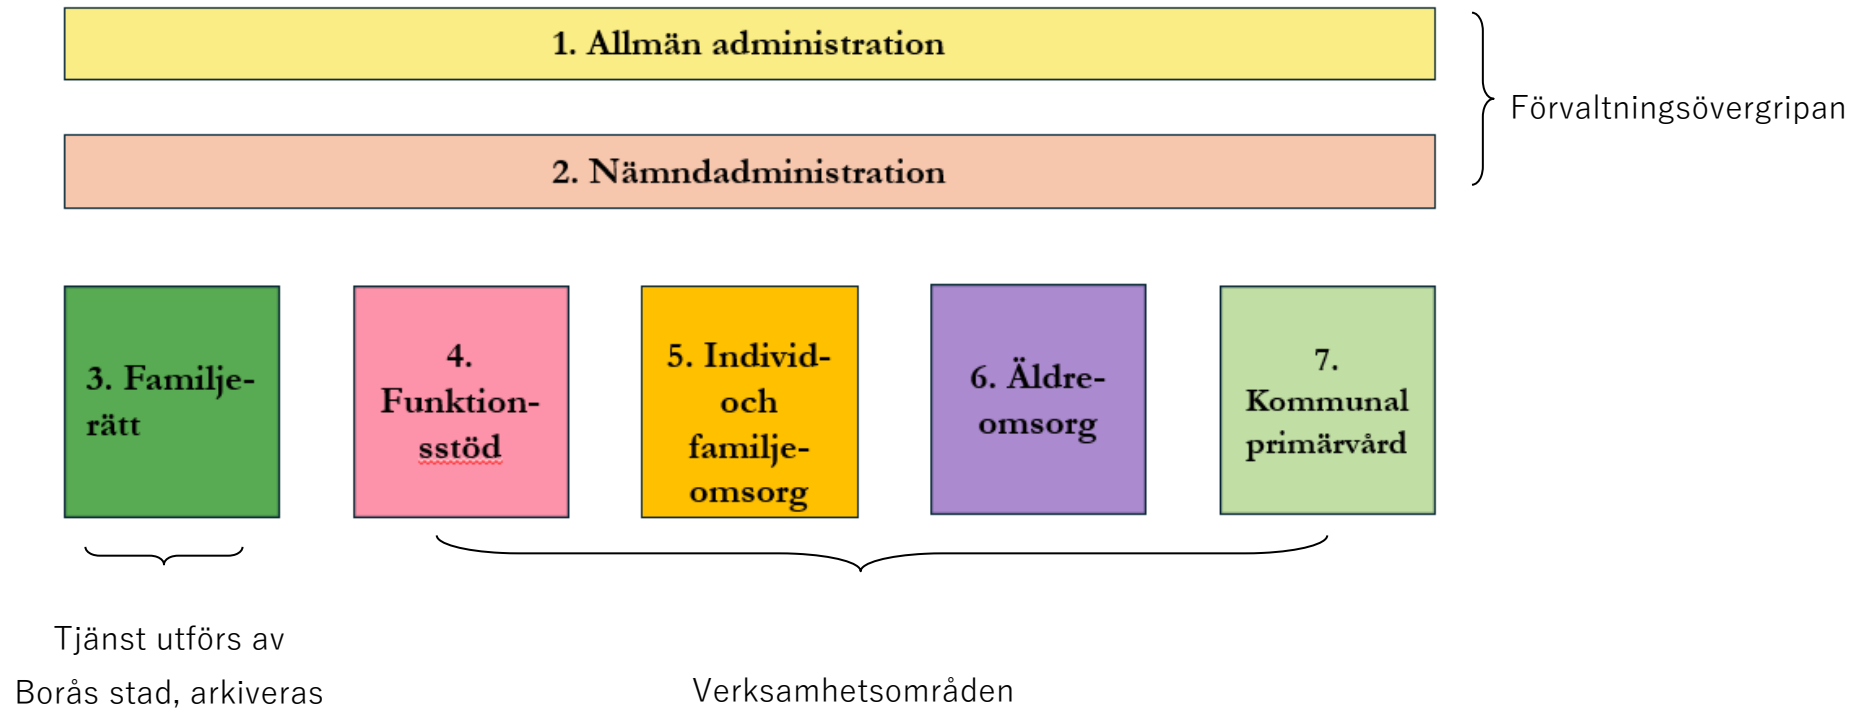 1. Allmän administration
Förvaltningsövergripan
2. Nämndadministration
3. Familje-
rätt
4.
Funktion-
sstöd
5. Individ-
och
familje-
omsorg
6. Äldre-
omsorg
7.
Kommunal
primärvård
Tjänst utförs av
Borås stad, arkiveras
Verksamhetsområden